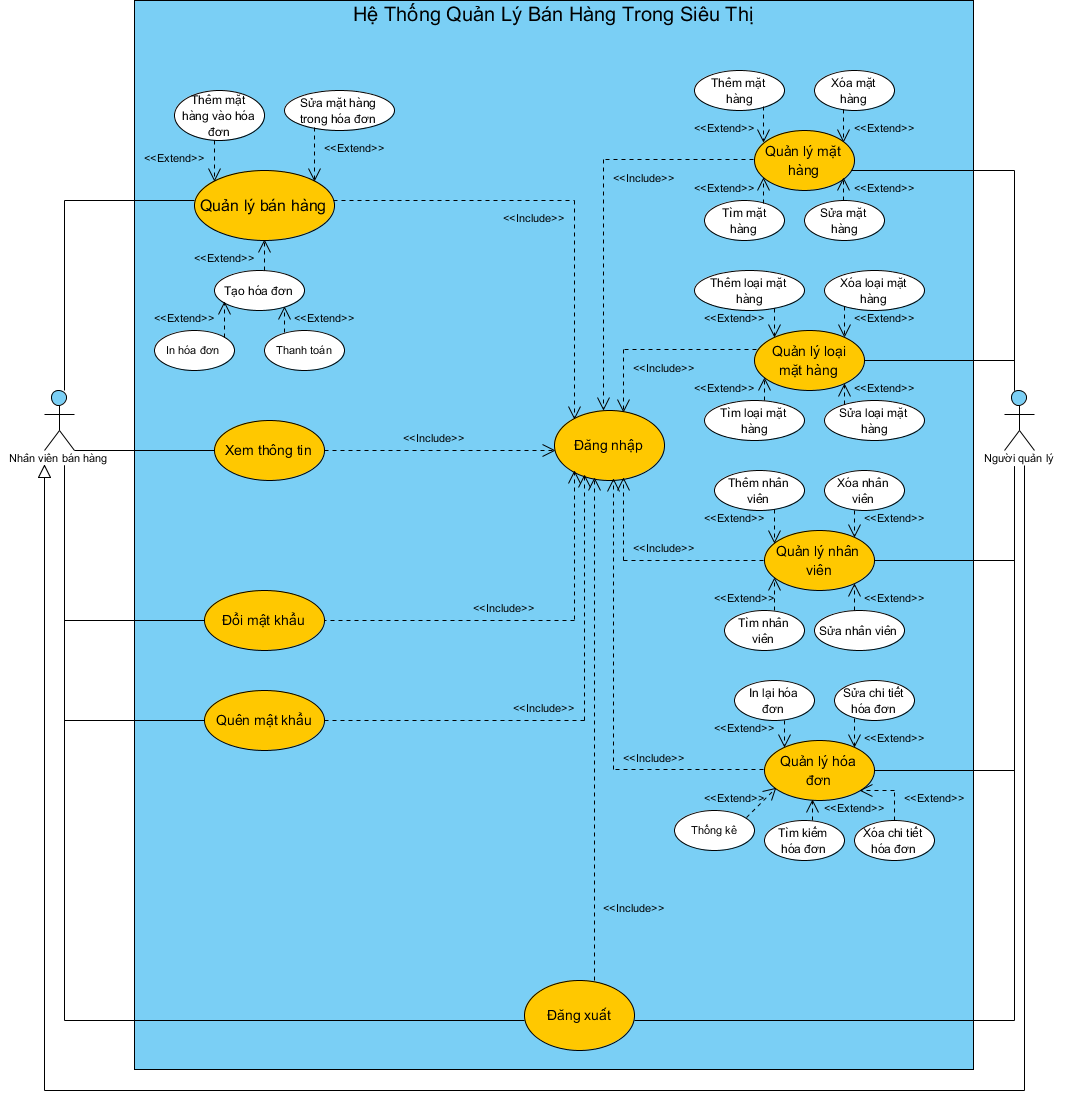 Hệ Thống Quản Lý Bán Hàng Trong Siêu Thị
Thêm mặt
hàng vào hóa
đơn
Sửa mặt hàng
trong hóa đơn
<<Extend>>
<<Extend>>
Quản lý bán hàng
<<Include>>
<<Extend>>
Tạo hóa đơn
<<Extend>>
<<Extend>>
In hóa đơn
Thanh toán
Nhân viên bán hàng
Xem thông tin
<<Include>>
Đăng nhập
Đổi mật khẩu
<<Include>>
Quên mật khẩu
<<Include>>
<<Include>>
Đăng xuất
Thêm mặt
hàng
Xóa mặt
hàng
<<Extend>>
<<Extend>>
Quản lý mặt
hàng
<<Include>>
<<Extend>>
<<Extend>>
Tìm mặt
hàng
Sửa mặt
hàng
Thêm loại mặt
hàng
Xóa loại mặt
hàng
<<Extend>>
<<Extend>>
Quản lý loại
mặt hàng
<<Include>>
<<Extend>>
<<Extend>>
Tìm loại mặt
hàng
Sửa loại mặt
hàng
Người quản lý
Thêm nhân
viên
Xóa nhân
viên
<<Extend>>
<<Extend>>
Quản lý nhân
viên
<<Include>>
<<Extend>>
<<Extend>>
Tìm nhân
viên
Sửa nhân viên
In lại hóa
đơn
Sửa chi tiết
hóa đơn
<<Extend>>
<<Extend>>
Quản lý hóa
đơn
<<Include>>
<<Extend>>
<<Extend>>
<<Extend>>
Thống kê
Tìm kiếm
hóa đơn
Xóa chi tiết
hóa đơn